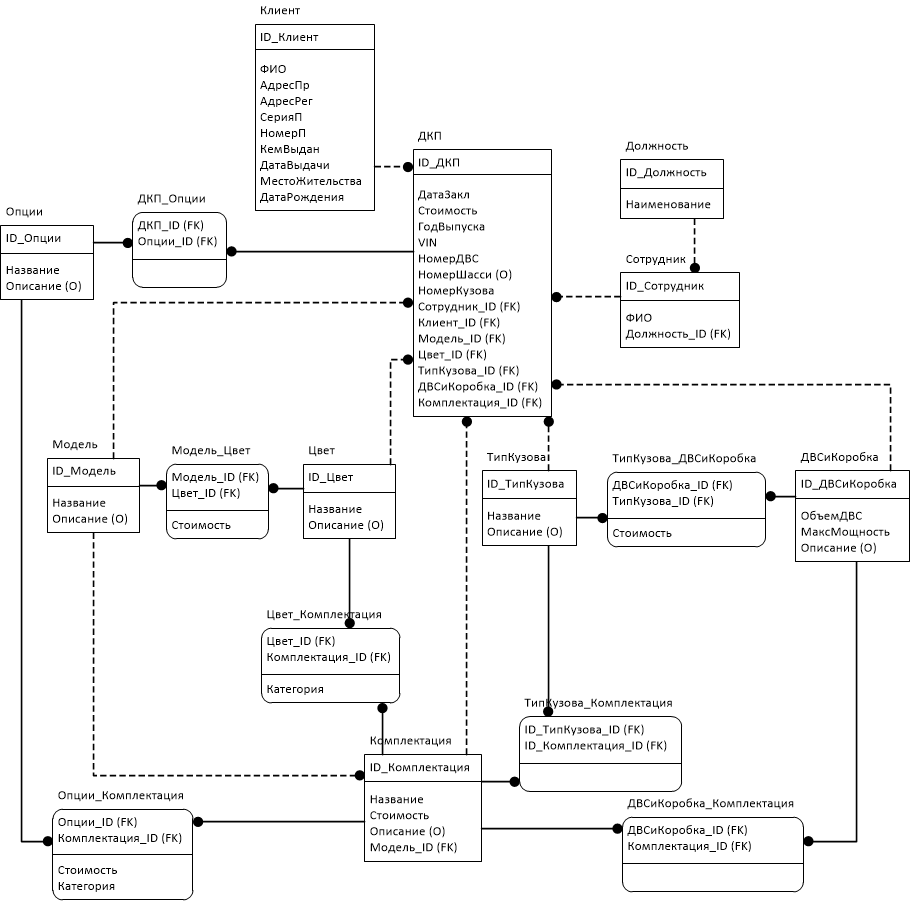 Клиент
ID_Клиент
ФИО
АдресПр
АдресРег
СерияП
НомерП
КемВыдан
ДатаВыдачи
МестоЖительства
ДатаРождения
ДКП
ID_ДКП
ДатаЗакл
Стоимость
ГодВыпуска
VIN
НомерДВС
НомерШасси (О)
НомерКузова
Сотрудник_ID (FK)
Клиент_ID (FK)
Модель_ID (FK)
Цвет_ID (FK)
ТипКузова_ID (FK)
ДВСиКоробка_ID (FK)
Комплектация_ID (FK)
Должность
ID_Должность
Наименование
Сотрудник
ID_Сотрудник
ФИО
Должность_ID (FK)
Опции
ID_Опции
Название
Описание (О)
ДКП_Опции
ДКП_ID (FK)
Опции_ID (FK)
Модель
ID_Модель
Название
Описание (О)
Модель_Цвет
Модель_ID (FK)
Цвет_ID (FK)
Стоимость
Цвет
ID_Цвет
Название
Описание (О)
ТипКузова
ID_ТипКузова
Название
Описание (О)
ТипКузова_ДВСиКоробка
ДВСиКоробка_ID (FK)
ТипКузова_ID (FK)
Стоимость
ДВСиКоробка
ID_ДВСиКоробка
ОбъемДВС
МаксМощность
Описание (О)
Цвет_Комплектация
Цвет_ID (FK)
Комплектация_ID (FK)
Категория
ТипКузова_Комплектация
ID_ТипКузова_ID (FK)
ID_Комплектация_ID (FK)
Комплектация
ID_Комплектация
Название
Стоимость
Описание (О)
Модель_ID (FK)
Опции_Комплектация
Опции_ID (FK)
Комплектация_ID (FK)
Стоимость
Категория
ДВСиКоробка_Комплектация
ДВСиКоробка_ID (FK)
Комплектация_ID (FK)